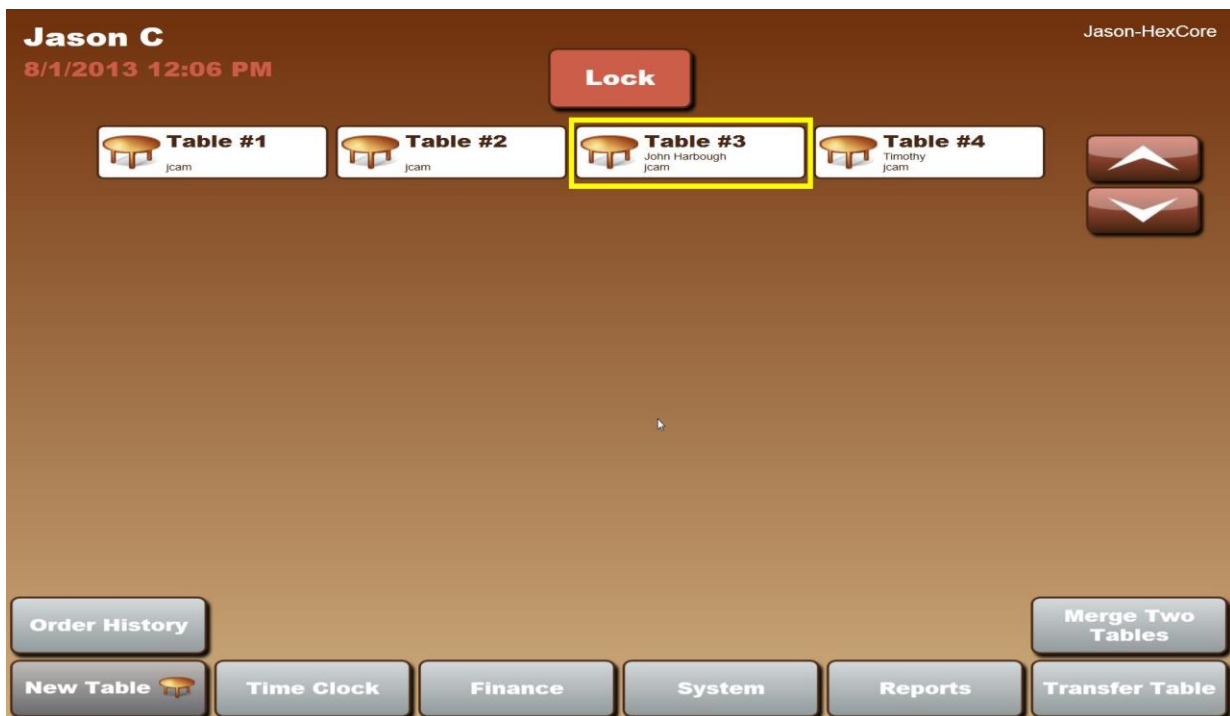 Jason C
Jason-HexCore
8/1/2013 12:06 PM
Lock
Table #1
jcam
Table #2
jcam
Table #3
John Harbough
jcam
Table #4
Timothy
jcam
Order History
Merge Two
Tables
New Table
Time Clock
Finance
System
Reports
Transfer Table